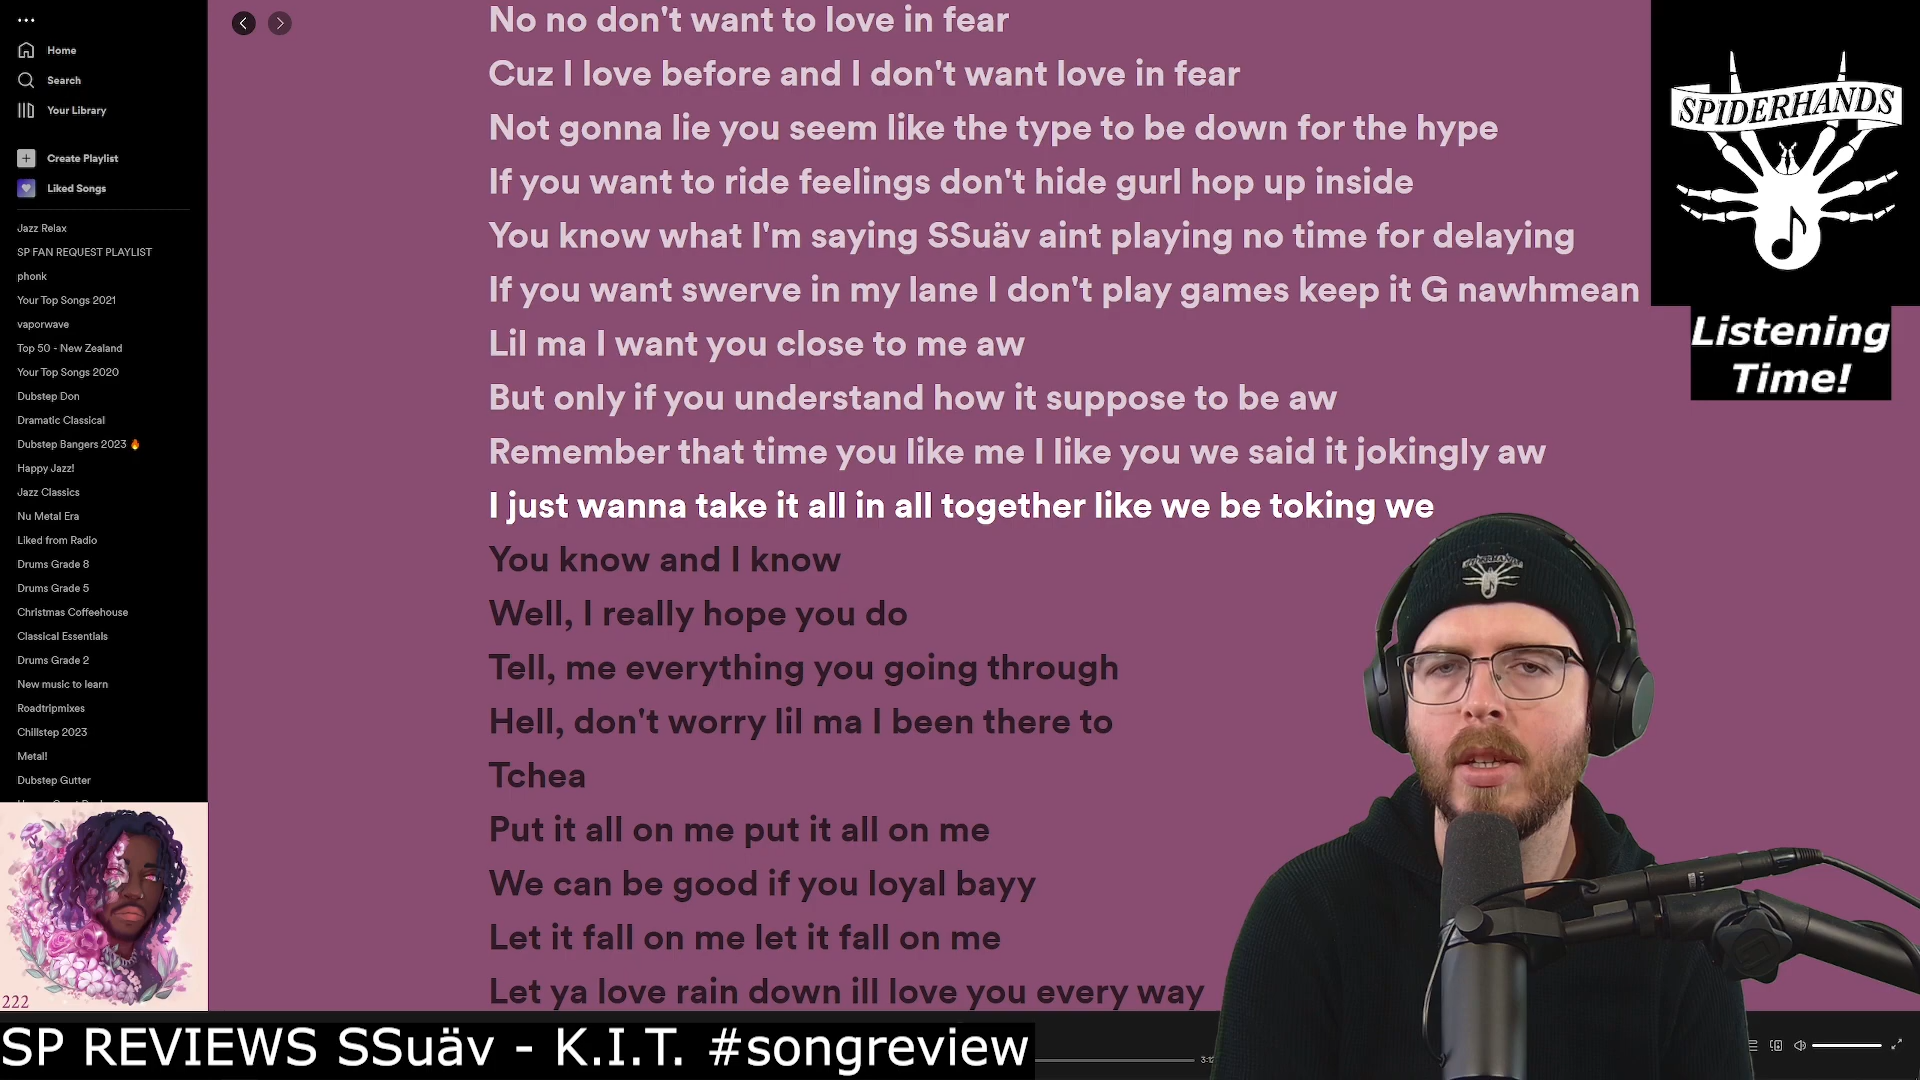 Home
Search
Your Library
Create Playlist
Liked Songs
Jazz Relax
SP FAN REQUEST PLAYLIST
phonk
Your Top Songs 2021
vaporwave
Top 50 - New Zealand
Your Top Songs 2020
Dubstep Don
Dramatic Classical
Dubstep Bangers 2023 🔥
Happy Jazz!
Jazz Classics
Nu Metal Era
Liked from Radio
Drums Grade 8
Drums Grade 5
Christmas Coffeehouse
Classical Essentials
Drums Grade 2
New music to learn
Roadtripmixes
Chillstep 2023
Metal!
Dubstep Gutter
222
No no don't want to love in fear
Cuz I love before and I don't want love in fear
Not gonna lie you seem like the type to be down for the hype
If you want to ride feelings don't hide gurl hop up inside
You know what I'm saying SSuäv aint playing no time for delaying
If you want swerve in my lane I don't play games keep it G nawhmean
Lil ma I want you close to me aw
But only if you understand how it suppose to be aw
Remember that time you like me I like you we said it jokingly aw
I just wanna take it all in all together like we be toking we
You know and I know
Well, I really hope you do
Tell, me everything you going through
Hell, don't worry lil ma I been there to
Tchea
Put it all on me put it all on me
We can be good if you loyal bayy
Let it fall on me let it fall on me
Let ya love rain down ill love you every way
SPIDERHANDS
Listening
Time!
SPIDERHANDS
SP REVIEWS SSuäv - K.I.T. #songreview